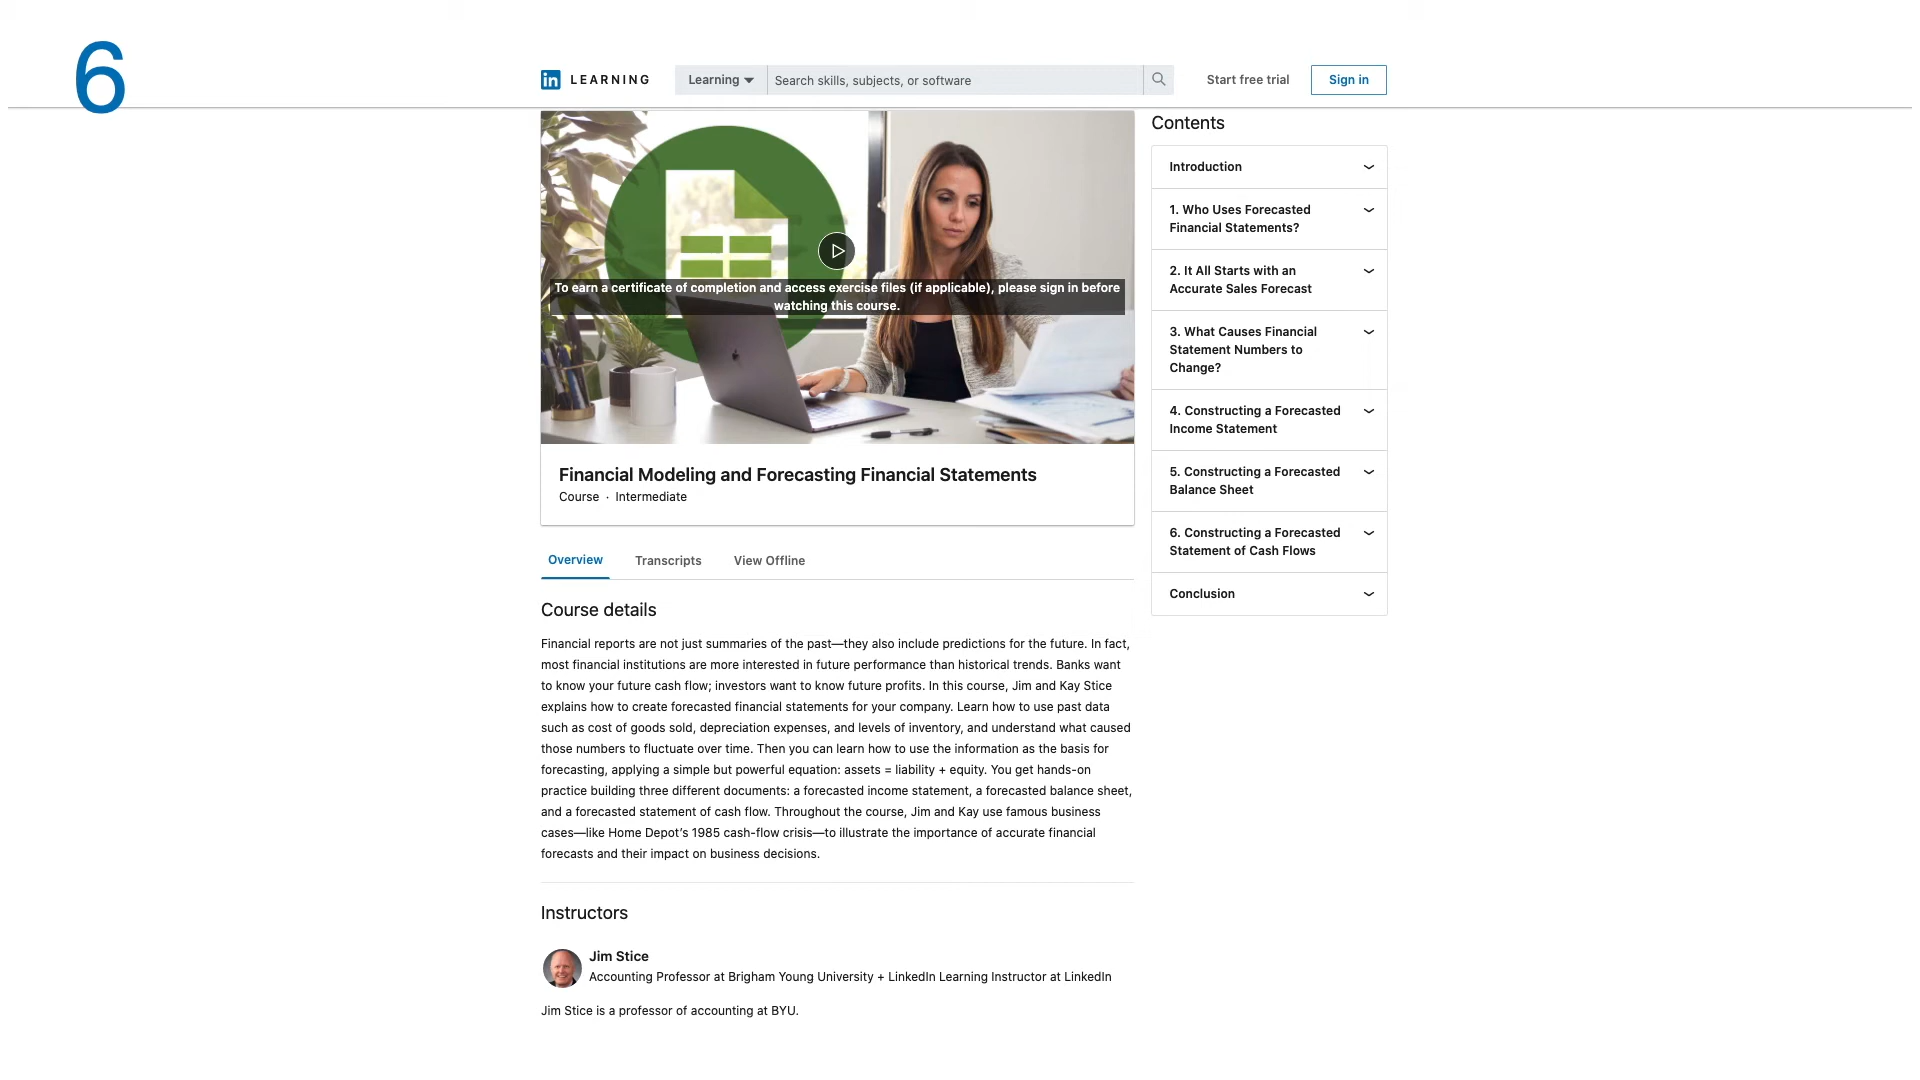 6
in LEARNING
Learning
Search skills, subjects, or software
Start free trial
Sign in
To earn a certificate of completion and access exercise files (if applicable), please sign in before
watching this course.
Financial Modeling and Forecasting Financial Statements
Course · Intermediate
Overview
Transcripts
View Offline
Course details
Financial reports are not just summaries of the past—they also include predictions for the future. In fact,
most financial institutions are more interested in future performance than historical trends. Banks want
to know your future cash flow; investors want to know future profits. In this course, Jim and Kay Stice
explains how to create forecasted financial statements for your company. Learn how to use past data
such as cost of goods sold, depreciation expenses, and levels of inventory, and understand what caused
those numbers to fluctuate over time. Then you can learn how to use the information as the basis for
forecasting, applying a simple but powerful equation: assets = liability + equity. You get hands-on
practice building three different documents: a forecasted income statement, a forecasted balance sheet,
and a forecasted statement of cash flow. Throughout the course, Jim and Kay use famous business
cases—like Home Depot's 1985 cash-flow crisis—to illustrate the importance of accurate financial
forecasts and their impact on business decisions.
Instructors
Jim Stice
Accounting Professor at Brigham Young University + LinkedIn Learning Instructor at LinkedIn
Jim Stice is a professor of accounting at BYU.
Contents
Introduction
1. Who Uses Forecasted
Financial Statements?
2. It All Starts with an
Accurate Sales Forecast
3. What Causes Financial
Statement Numbers to
Change?
4. Constructing a Forecasted
Income Statement
5. Constructing a Forecasted
Balance Sheet
6. Constructing a Forecasted
Statement of Cash Flows
Conclusion